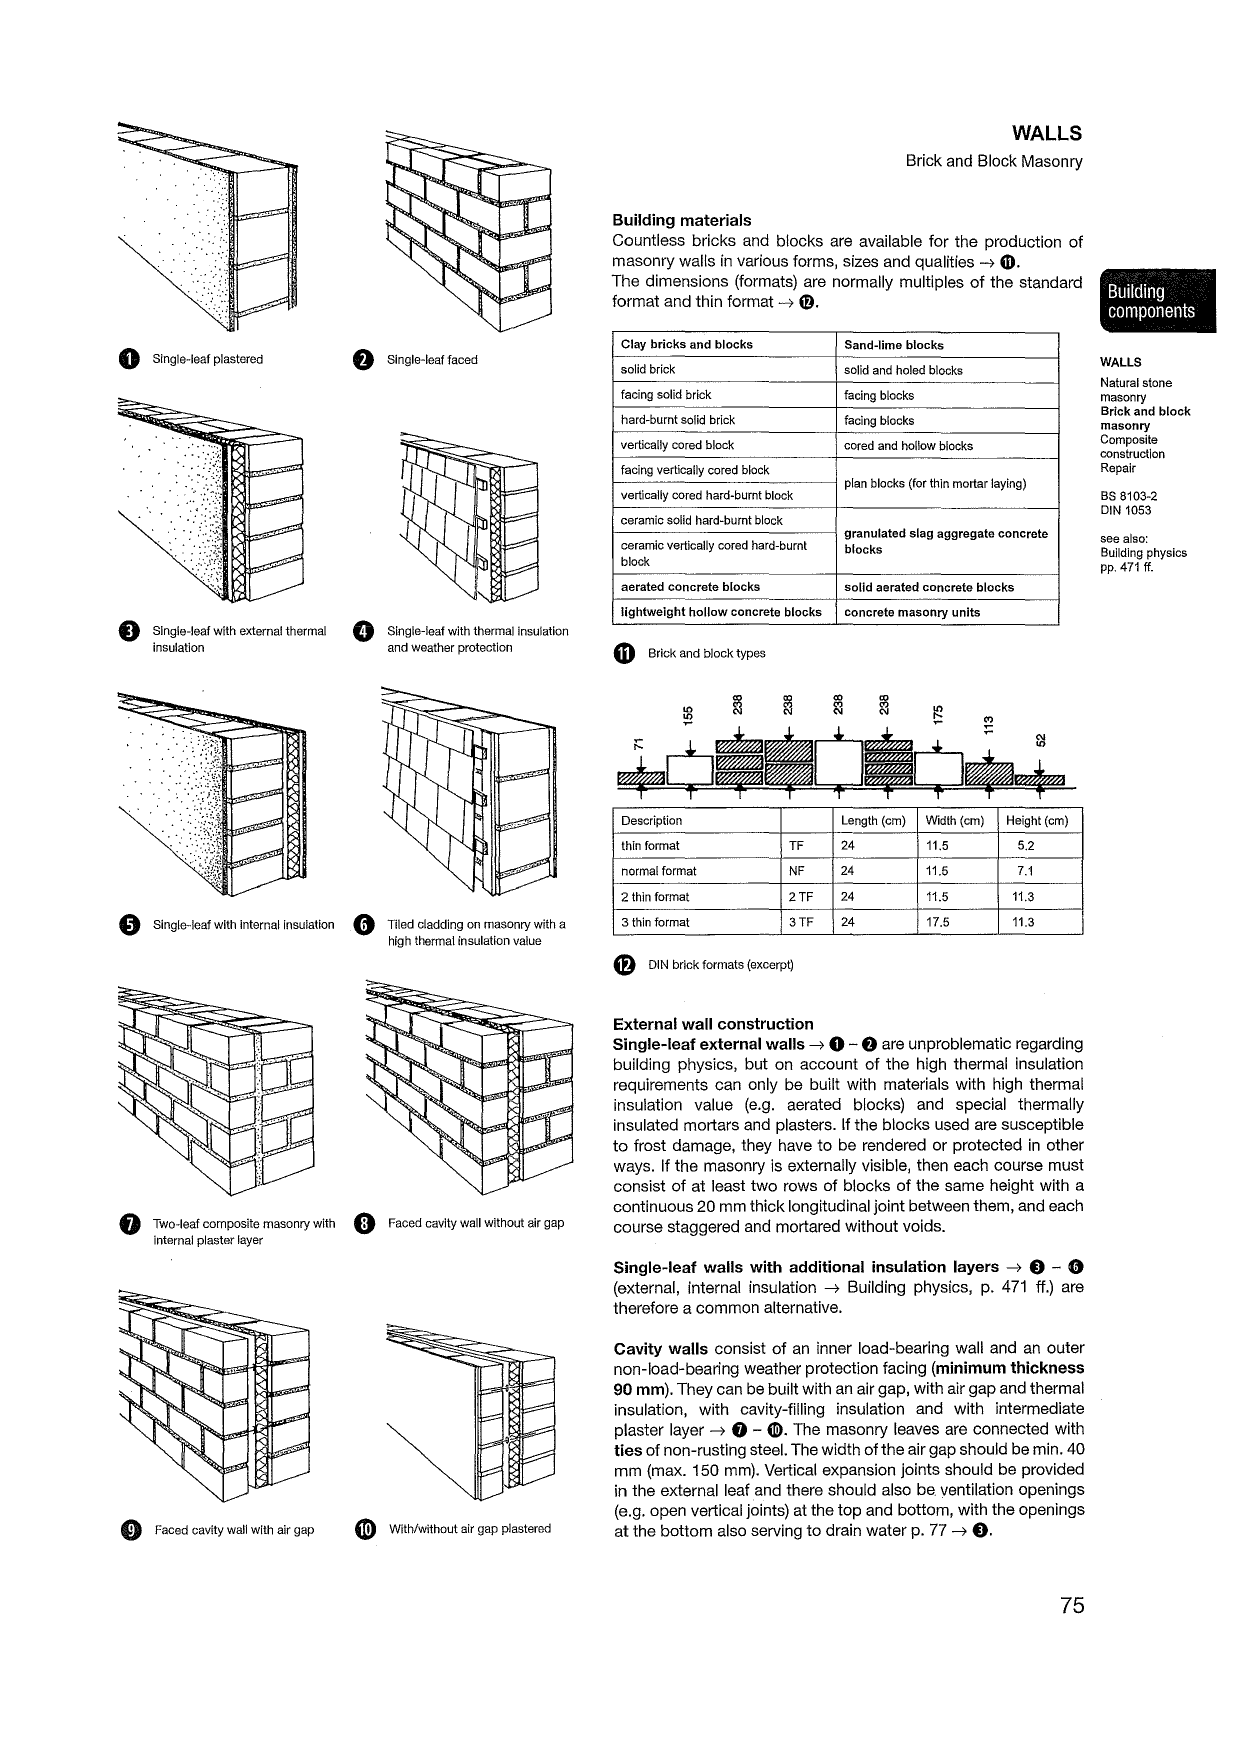 WALLS
Brick and Block Masonry
❶ Single-leaf plastered
❷ Single-leaf faced
❸ Single-leaf with external thermal
insulation
❹ Single-leaf with thermal insulation
and weather protection
❺ Single-leaf with internal insulation
❻ Tiled cladding on masonry with a
high thermal insulation value
❼ Two-leaf composite masonry with
internal plaster layer
❽ Faced cavity wall without air gap
❾ Faced cavity wall with air gap
❿ With/without air gap plastered
Building materials
Countless bricks and blocks are available for the production of
masonry walls in various forms, sizes and qualities → ⓫.
The dimensions (formats) are normally multiples of the standard
format and thin format → ⓬.
Clay bricks and blocks Sand-lime blocks
solid brick solid and holed blocks
facing solid brick facing blocks
hard-burnt solid brick facing blocks
vertically cored block cored and hollow blocks
facing vertically cored block
plan blocks (for thin mortar laying)
vertically cored hard-burnt block
ceramic solid hard-burnt block
granulated slag aggregate concrete
blocks
ceramic vertically cored hard-burnt
block
aerated concrete blocks solid aerated concrete blocks
lightweight hollow concrete blocks concrete masonry units
⓫ Brick and block types
71 155 238 238 238 238 175 113 52
Description Length (cm) Width (cm) Height (cm)
thin format TF 24 11.5 5.2
normal format NF 24 11.5 7.1
2 thin format 2 TF 24 11.5 11.3
3 thin format 3 TF 24 17.5 11.3
⓬ DIN brick formats (excerpt)
External wall construction
Single-leaf external walls → ❶ – ❷ are unproblematic regarding
building physics, but on account of the high thermal insulation
requirements can only be built with materials with high thermal
insulation value (e.g. aerated blocks) and special thermally
insulated mortars and plasters. If the blocks used are susceptible
to frost damage, they have to be rendered or protected in other
ways. If the masonry is externally visible, then each course must
consist of at least two rows of blocks of the same height with a
continuous 20 mm thick longitudinal joint between them, and each
course staggered and mortared without voids.
Single-leaf walls with additional insulation layers → ❸ – ❻
(external, internal insulation → Building physics, p. 471 ff.) are
therefore a common alternative.
Cavity walls consist of an inner load-bearing wall and an outer
non-load-bearing weather protection facing (minimum thickness
90 mm). They can be built with an air gap, with air gap and thermal
insulation, with cavity-filling insulation and with intermediate
plaster layer → ❼ – ❿. The masonry leaves are connected with
ties of non-rusting steel. The width of the air gap should be min. 40
mm (max. 150 mm). Vertical expansion joints should be provided
in the external leaf and there should also be ventilation openings
(e.g. open vertical joints) at the top and bottom, with the openings
at the bottom also serving to drain water p. 77 → ❸.
Building
components
WALLS
Natural stone
masonry
Brick and block
masonry
Composite
construction
Repair
BS 8103-2
DIN 1053
see also:
Building physics
pp. 471 ff.
75